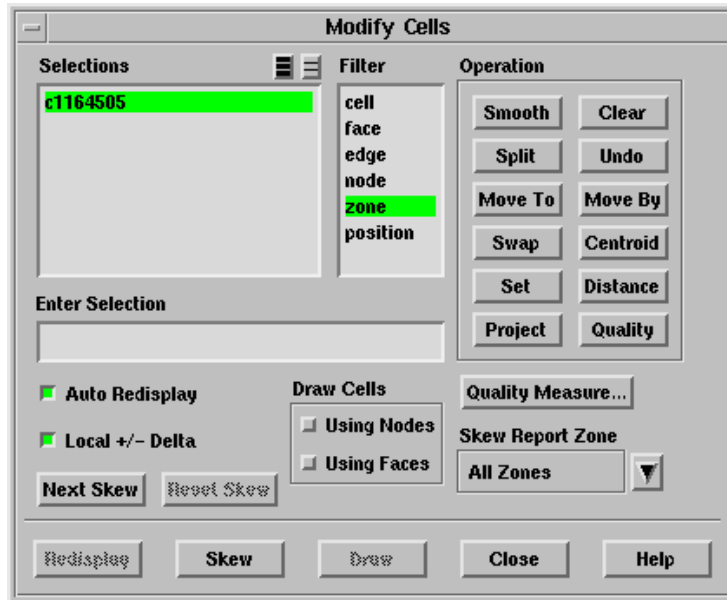 Modify Cells
Selections
c1164505
Filter
cell
face
edge
node
zone
position
Operation
Smooth
Clear
Split
Undo
Move To
Move By
Swap
Centroid
Set
Distance
Project
Quality
Enter Selection
Auto Redisplay
Local +/- Delta
Next Skew
Reset Skew
Draw Cells
Using Nodes
Using Faces
Quality Measure...
Skew Report Zone
All Zones
Redisplay
Skew
Draw
Close
Help